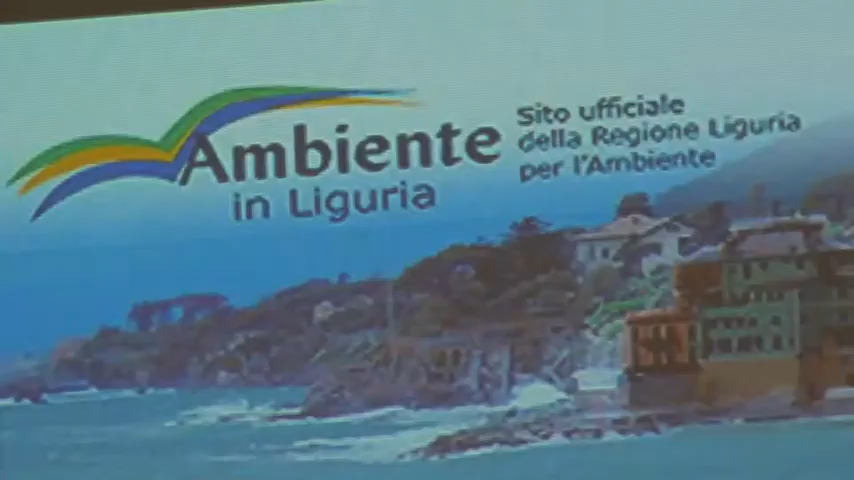 Ambiente
in Liguria
Sito ufficiale
della Regione Liguria
per l'Ambiente